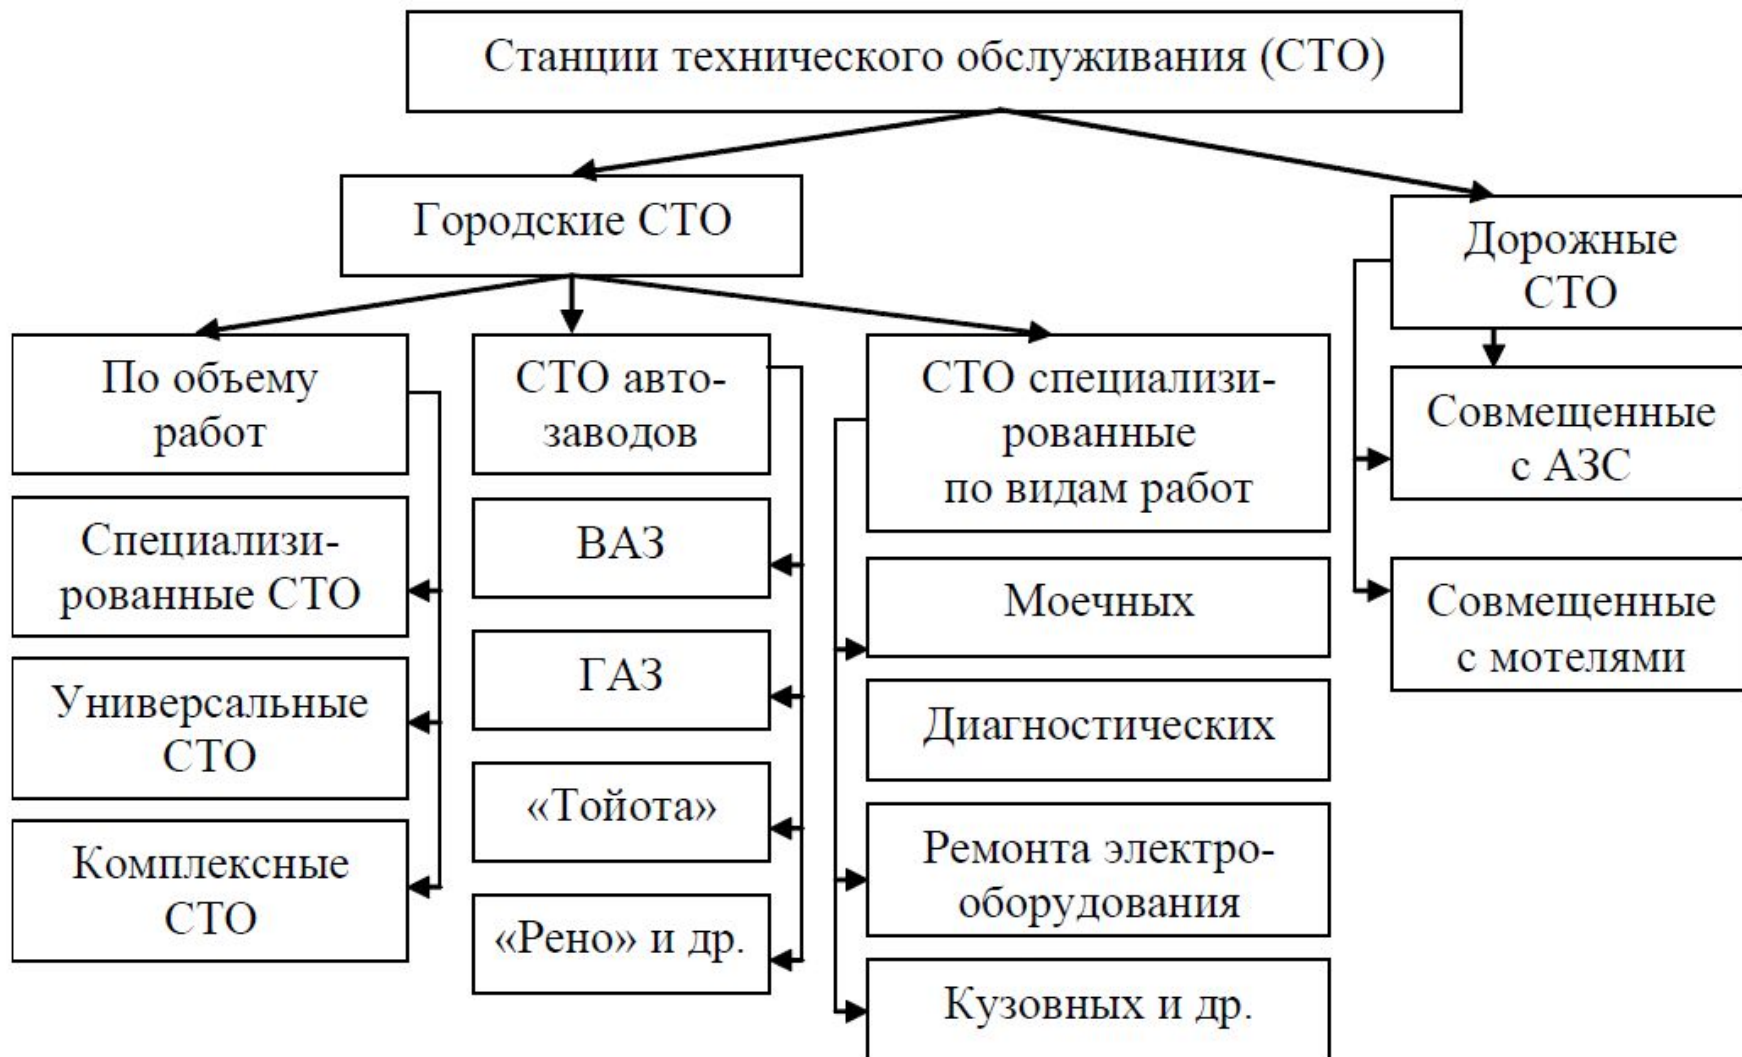 Станции технического обслуживания (СТО)
Городские СТО
Дорожные
СТО
По объему
работ
СТО авто-
заводов
СТО специализи-
рованные
по видам работ
Совмещенные
с АЗС
Специализи-
рованные СТО
ВАЗ
Моечных
Совмещенные
с мотелями
Универсальные
СТО
ГАЗ
Диагностических
Комплексные
СТО
«Тойота»
Ремонта электро-
оборудования
«Рено» и др.
Кузовных и др.